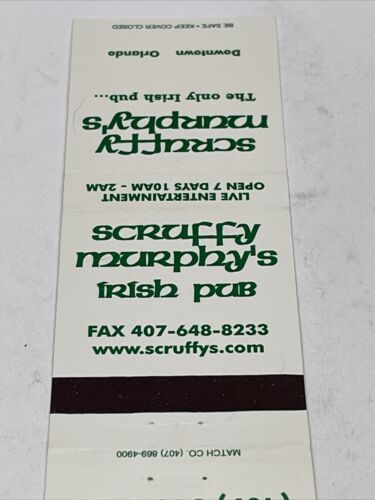 BE SAFE • KEEP COVER CLOSED
Downtown Orlando
The only Irish pub...
scruffy
murphy's
LIVE ENTERTAINMENT
OPEN 7 DAYS 10AM - 2AM
scruffy
murphy's
irish pub
FAX 407-648-8233
www.scruffys.com
MATCH CO. (407) 869-4900